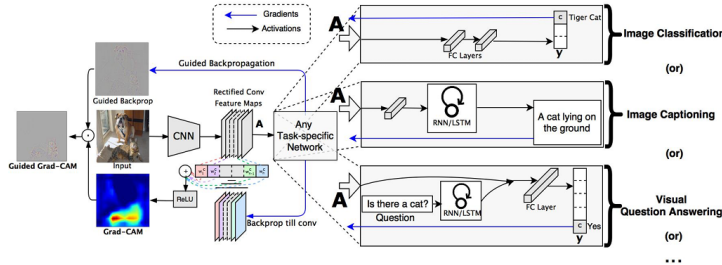 Gradients
Activations
Guided Backpropagation
Guided Backprop
Rectified Conv
Feature Maps
A
CNN
Input
Guided Grad-CAM
Any
Task-specific
Network
ReLU
Grad-CAM
Backprop till conv
A
c
Tiger Cat
FC Layers
y
Image Classification
(or)
A
RNN/LSTM
A cat lying on
the ground
Image Captioning
(or)
A
Is there a cat?
Question
RNN/LSTM
FC Layer
c
Yes
y
Visual
Question Answering
(or)
...